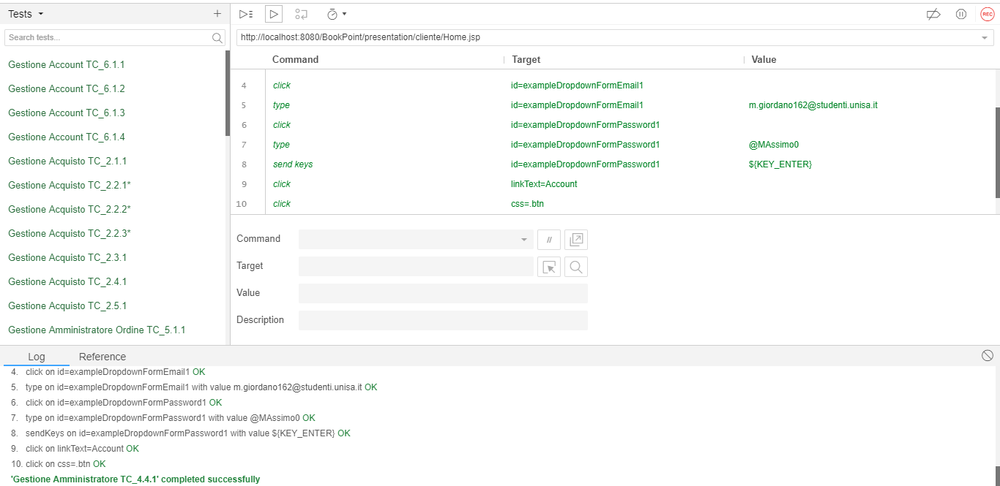 Tests
Search tests...
Gestione Account TC_6.1.1
Gestione Account TC_6.1.2
Gestione Account TC_6.1.3
Gestione Account TC_6.1.4
Gestione Acquisto TC_2.1.1
Gestione Acquisto TC_2.2.1*
Gestione Acquisto TC_2.2.2*
Gestione Acquisto TC_2.2.3*
Gestione Acquisto TC_2.3.1
Gestione Acquisto TC_2.4.1
Gestione Acquisto TC_2.5.1
Gestione Amministratore Ordine TC_5.1.1
REC
http://localhost:8080/BookPoint/presentation/cliente/Home.jsp
Command Target Value
4 click id=exampleDropdownFormEmail1
5 type id=exampleDropdownFormEmail1 m.giordano162@studenti.unisa.it
6 click id=exampleDropdownFormPassword1
7 type id=exampleDropdownFormPassword1 @MAssimo0
8 send keys id=exampleDropdownFormPassword1 ${KEY_ENTER}
9 click linkText=Account
10 click css=.btn
Command //
Target
Value
Description
Log Reference
4. click on id=exampleDropdownFormEmail1 OK
5. type on id=exampleDropdownFormEmail1 with value m.giordano162@studenti.unisa.it OK
6. click on id=exampleDropdownFormPassword1 OK
7. type on id=exampleDropdownFormPassword1 with value @MAssimo0 OK
8. sendKeys on id=exampleDropdownFormPassword1 with value ${KEY_ENTER} OK
9. click on linkText=Account OK
10. click on css=.btn OK
'Gestione Amministratore TC_4.4.1' completed successfully